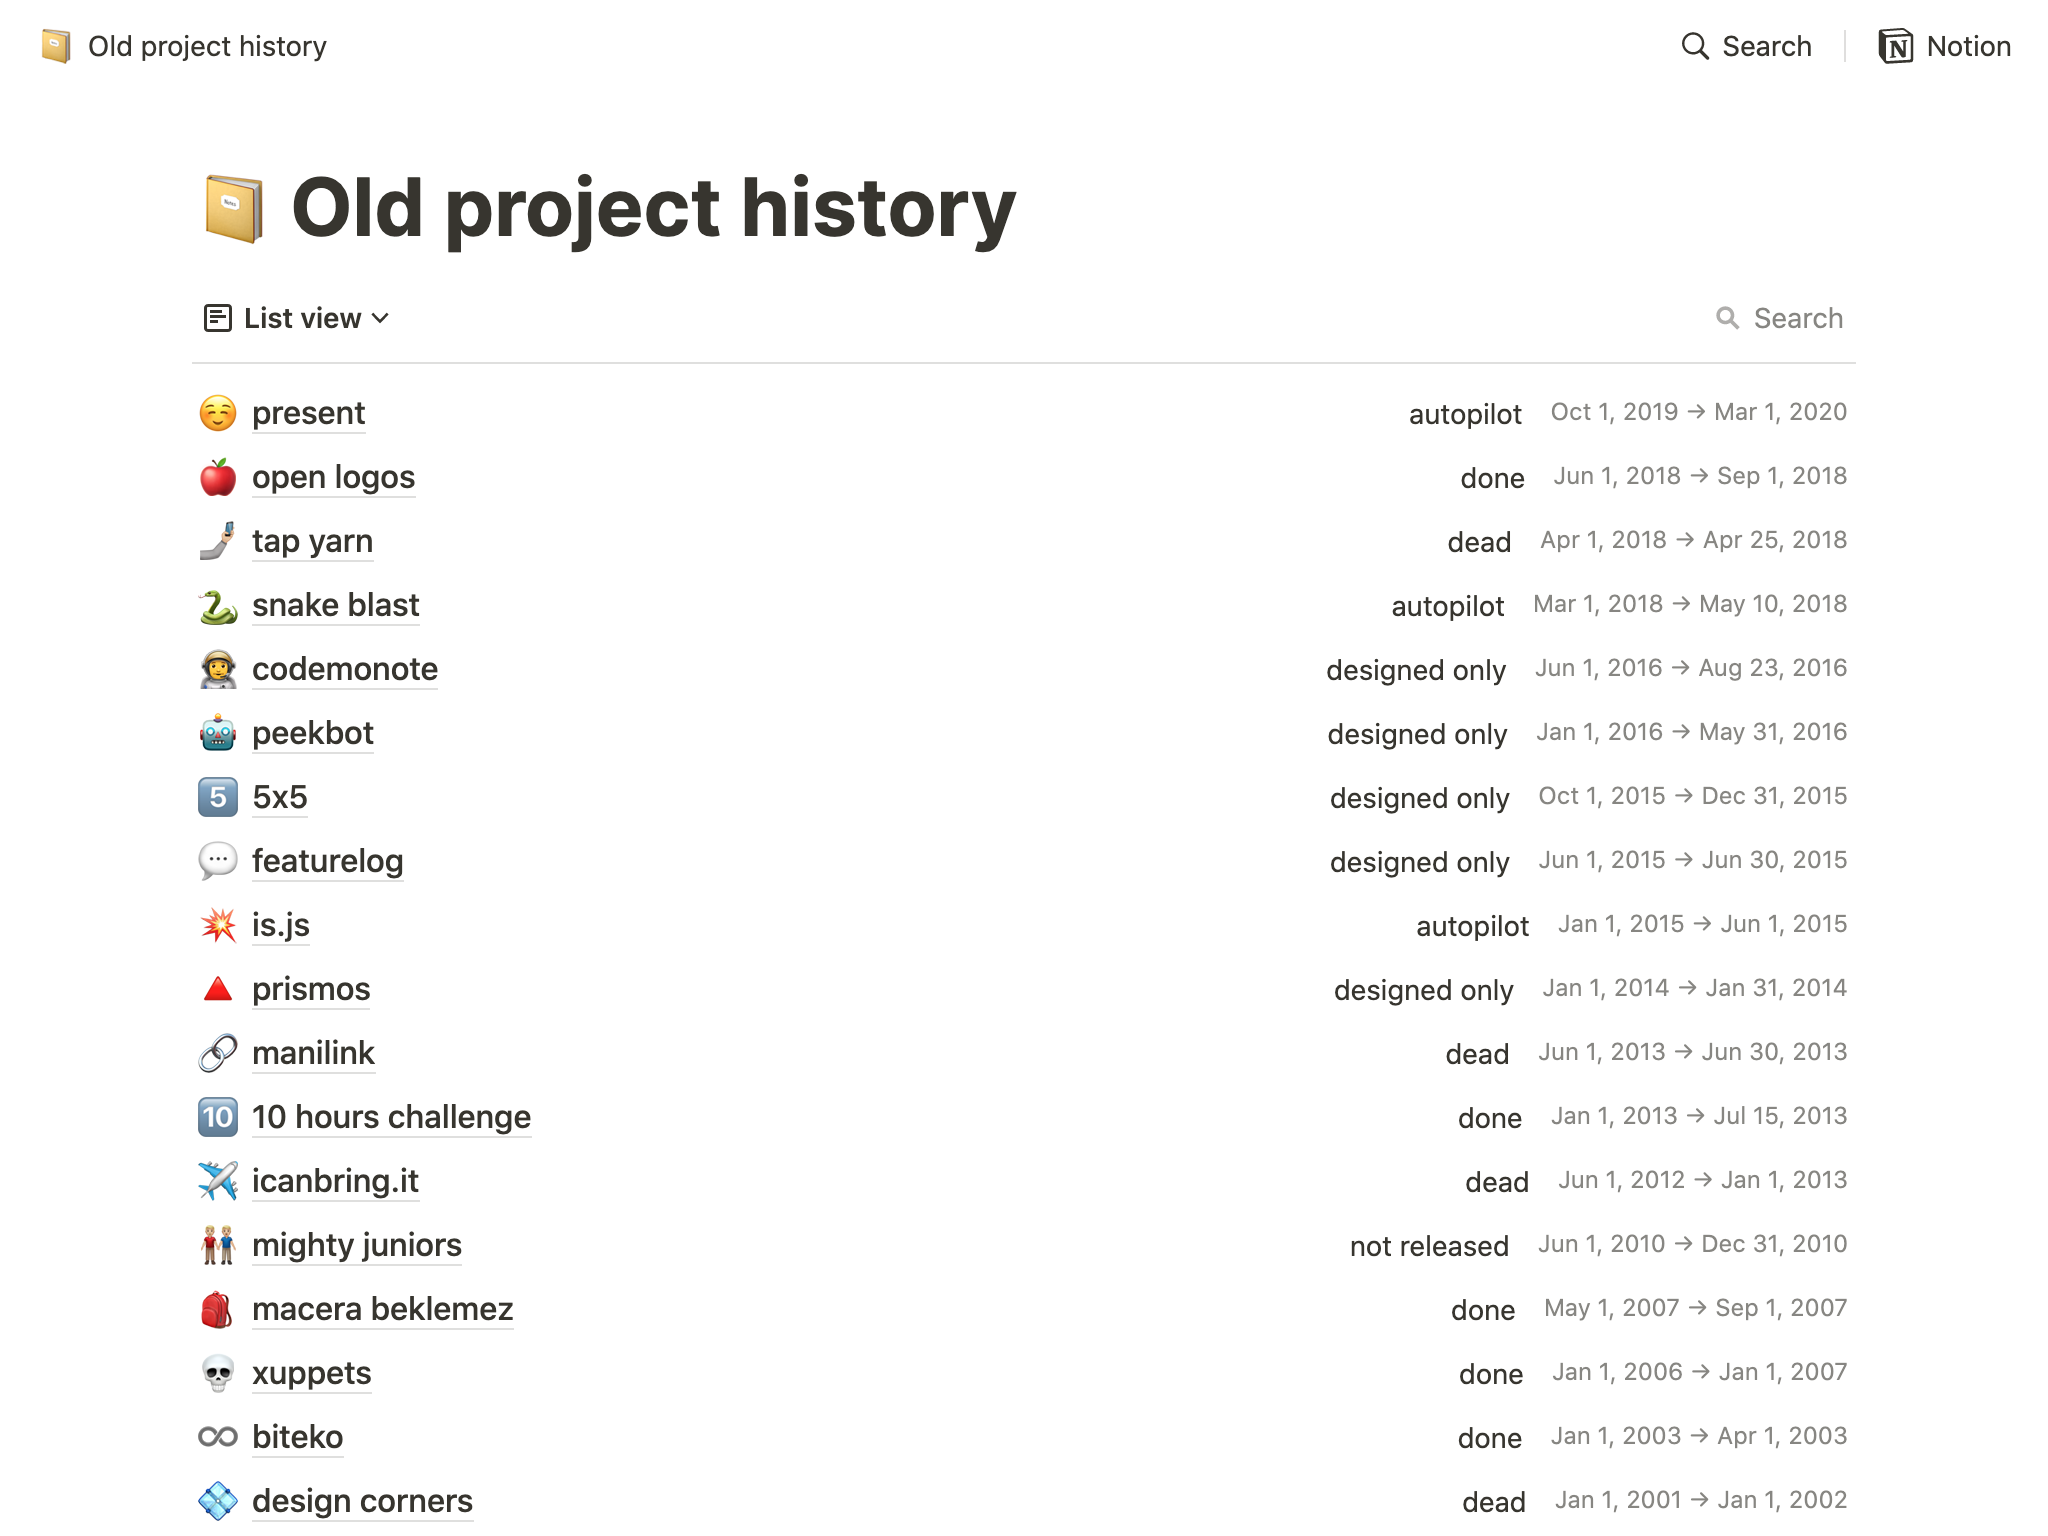 Old project history
Search
Notion
Old project history
List view
Search
present autopilot Oct 1, 2019 → Mar 1, 2020
open logos done Jun 1, 2018 → Sep 1, 2018
tap yarn dead Apr 1, 2018 → Apr 25, 2018
snake blast autopilot Mar 1, 2018 → May 10, 2018
codemonote designed only Jun 1, 2016 → Aug 23, 2016
peekbot designed only Jan 1, 2016 → May 31, 2016
5x5 designed only Oct 1, 2015 → Dec 31, 2015
featurelog designed only Jun 1, 2015 → Jun 30, 2015
is.js autopilot Jan 1, 2015 → Jun 1, 2015
prismos designed only Jan 1, 2014 → Jan 31, 2014
manilink dead Jun 1, 2013 → Jun 30, 2013
10 hours challenge done Jan 1, 2013 → Jul 15, 2013
icanbring.it dead Jun 1, 2012 → Jan 1, 2013
mighty juniors not released Jun 1, 2010 → Dec 31, 2010
macera beklemez done May 1, 2007 → Sep 1, 2007
xuppets done Jan 1, 2006 → Jan 1, 2007
biteko done Jan 1, 2003 → Apr 1, 2003
design corners dead Jan 1, 2001 → Jan 1, 2002